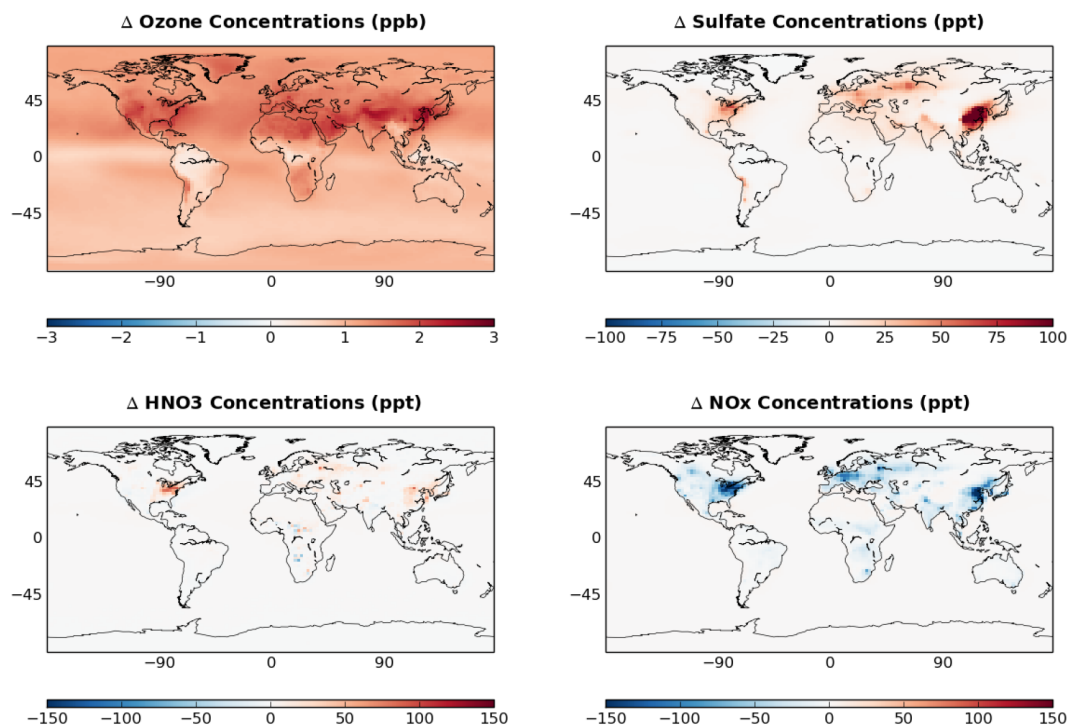 Δ Ozone Concentrations (ppb)
45
0
−45
−90 0 90
−3 −2 −1 0 1 2 3
Δ Sulfate Concentrations (ppt)
45
0
−45
−90 0 90
−100 −75 −50 −25 0 25 50 75 100
Δ HNO3 Concentrations (ppt)
45
0
−45
−90 0 90
−150 −100 −50 0 50 100 150
Δ NOx Concentrations (ppt)
45
0
−45
−90 0 90
−150 −100 −50 0 50 100 150